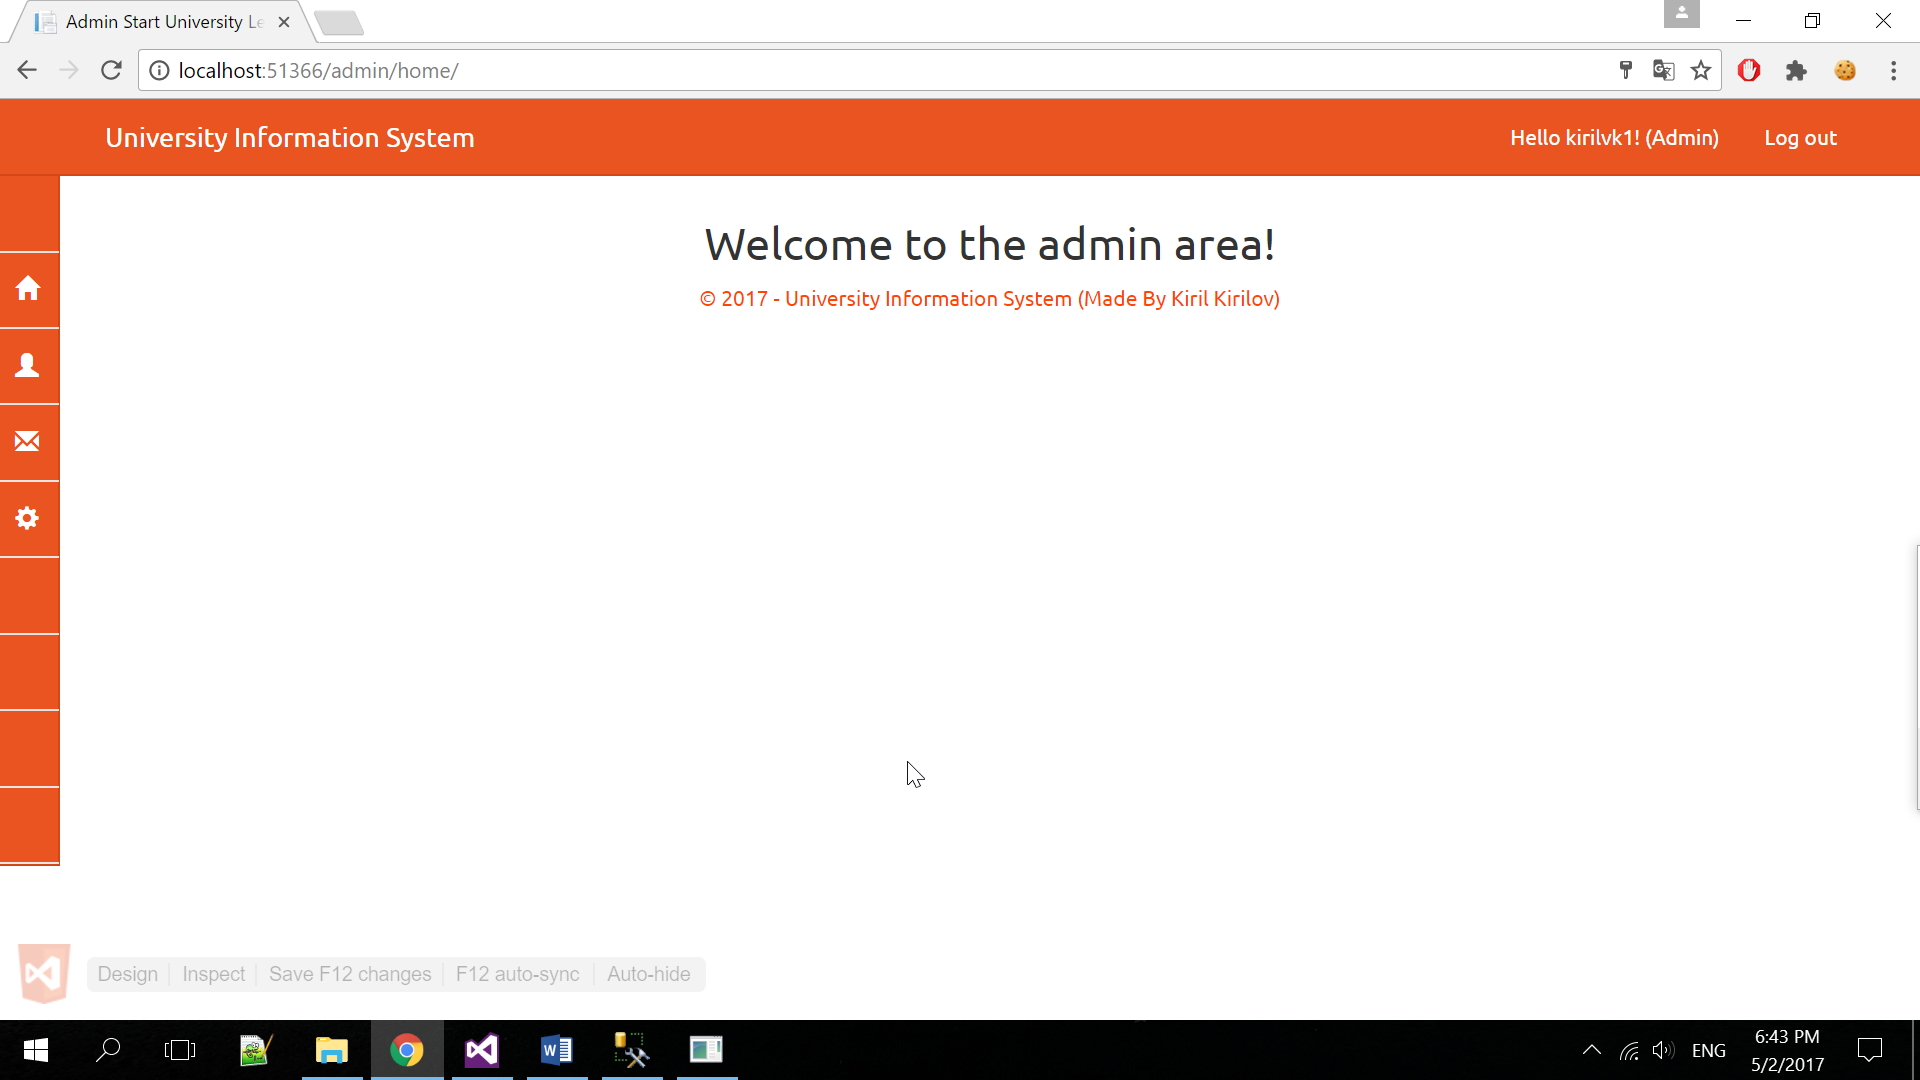 Admin Start University Le
localhost:51366/admin/home/
University Information System
Hello kirilvk1! (Admin)
Log out
Welcome to the admin area!
© 2017 - University Information System (Made By Kiril Kirilov)
Design
Inspect
Save F12 changes
F12 auto-sync
Auto-hide
ENG
6:43 PM
5/2/2017